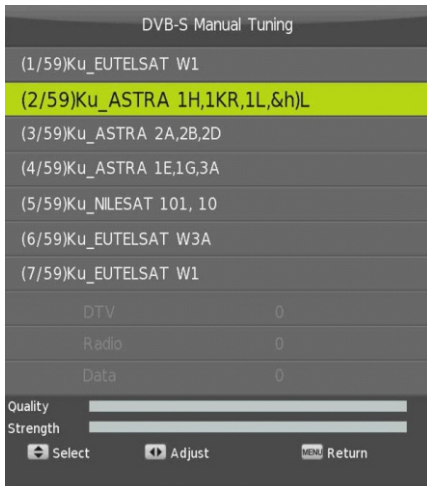 DVB-S Manual Tuning
(1/59)Ku_EUTELSAT W1
(2/59)Ku_ASTRA 1H,1KR,1L,&h)L
(3/59)Ku_ASTRA 2A,2B,2D
(4/59)Ku_ASTRA 1E,1G,3A
(5/59)Ku_NILESAT 101, 10
(6/59)Ku_EUTELSAT W3A
(7/59)Ku_EUTELSAT W1
DTV 0
Radio 0
Data 0
Quality
Strength
Select Adjust MENU Return